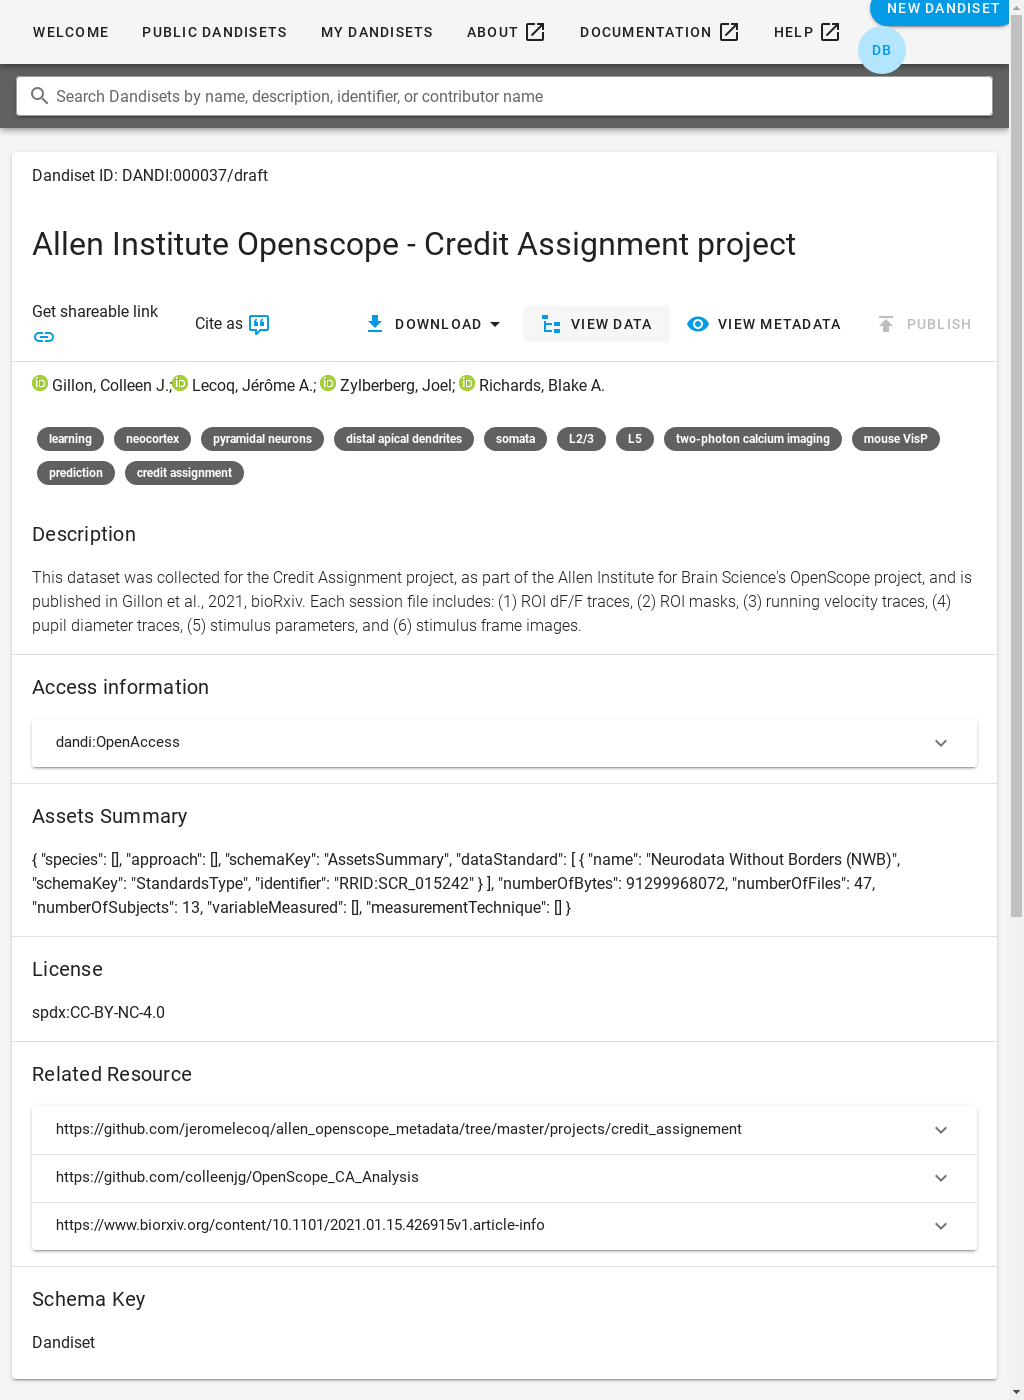 WELCOME PUBLIC DANDISETS MY DANDISETS ABOUT DOCUMENTATION HELP NEW DANDISET
DB
Search Dandisets by name, description, identifier, or contributor name
Dandiset ID: DANDI:000037/draft
Allen Institute Openscope - Credit Assignment project
Get shareable link Cite as DOWNLOAD VIEW DATA VIEW METADATA PUBLISH
iD Gillon, Colleen J.; iD Lecoq, Jérôme A.; iD Zylberberg, Joel; iD Richards, Blake A.
learning neocortex pyramidal neurons distal apical dendrites somata L2/3 L5 two-photon calcium imaging mouse VisP
prediction credit assignment
Description
This dataset was collected for the Credit Assignment project, as part of the Allen Institute for Brain Science's OpenScope project, and is
published in Gillon et al., 2021, bioRxiv. Each session file includes: (1) ROI dF/F traces, (2) ROI masks, (3) running velocity traces, (4)
pupil diameter traces, (5) stimulus parameters, and (6) stimulus frame images.
Access information
dandi:OpenAccess
Assets Summary
{ "species": [], "approach": [], "schemaKey": "AssetsSummary", "dataStandard": [ { "name": "Neurodata Without Borders (NWB)",
"schemaKey": "StandardsType", "identifier": "RRID:SCR_015242" } ], "numberOfBytes": 91299968072, "numberOfFiles": 47,
"numberOfSubjects": 13, "variableMeasured": [], "measurementTechnique": [] }
License
spdx:CC-BY-NC-4.0
Related Resource
https://github.com/jeromelecoq/allen_openscope_metadata/tree/master/projects/credit_assignement
https://github.com/colleenjg/OpenScope_CA_Analysis
https://www.biorxiv.org/content/10.1101/2021.01.15.426915v1.article-info
Schema Key
Dandiset